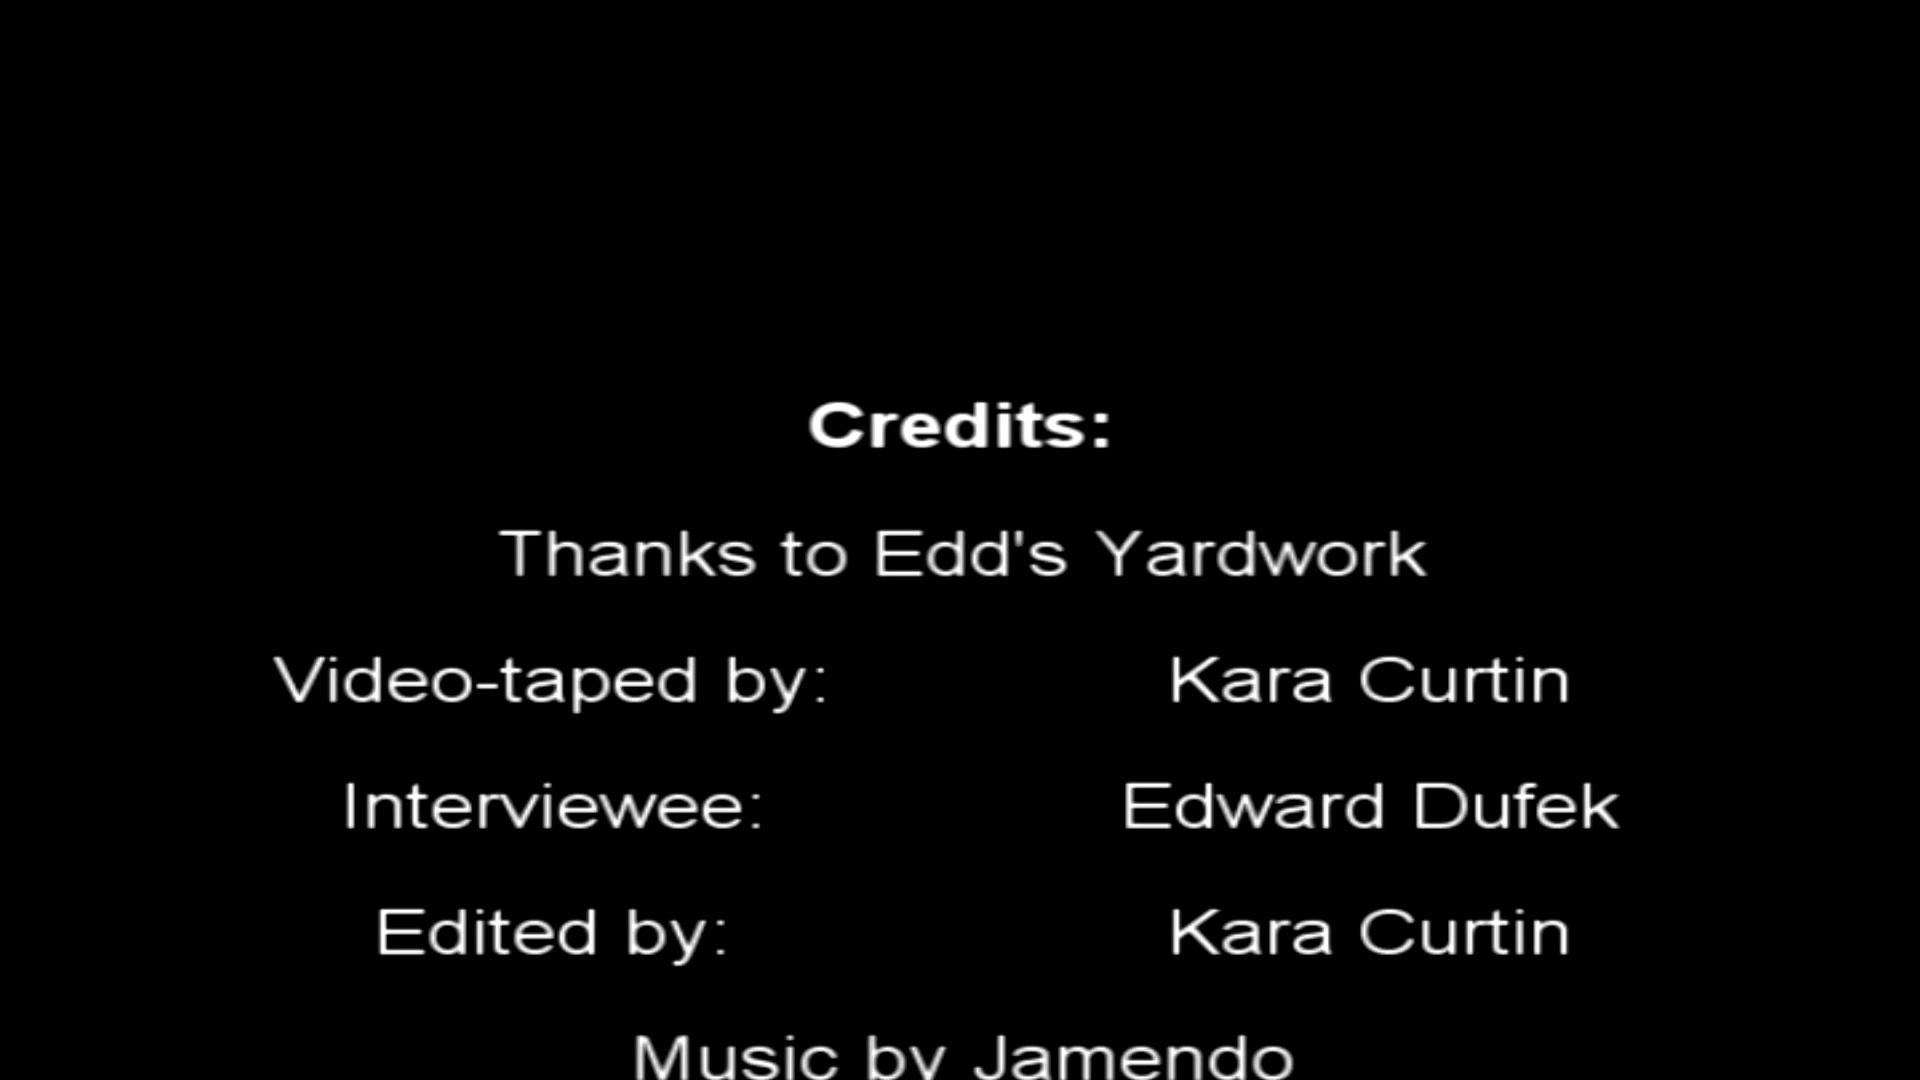 Credits:
Thanks to Edd's Yardwork
Video-taped by: Kara Curtin
Interviewee: Edward Dufek
Edited by: Kara Curtin
Music by Jamendo